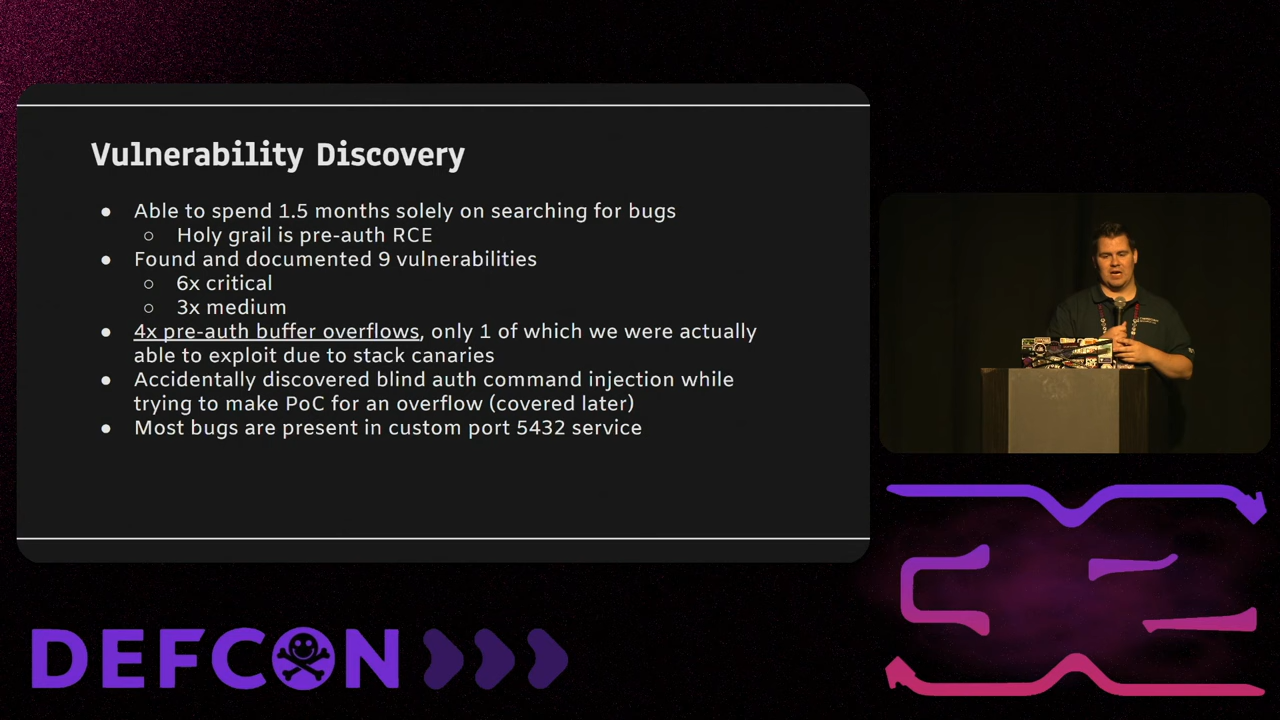 Vulnerability Discovery
● Able to spend 1.5 months solely on searching for bugs
○ Holy grail is pre-auth RCE
● Found and documented 9 vulnerabilities
○ 6x critical
○ 3x medium
● 4x pre-auth buffer overflows, only 1 of which we were actually
able to exploit due to stack canaries
● Accidentally discovered blind auth command injection while
trying to make PoC for an overflow (covered later)
● Most bugs are present in custom port 5432 service
DEFCON